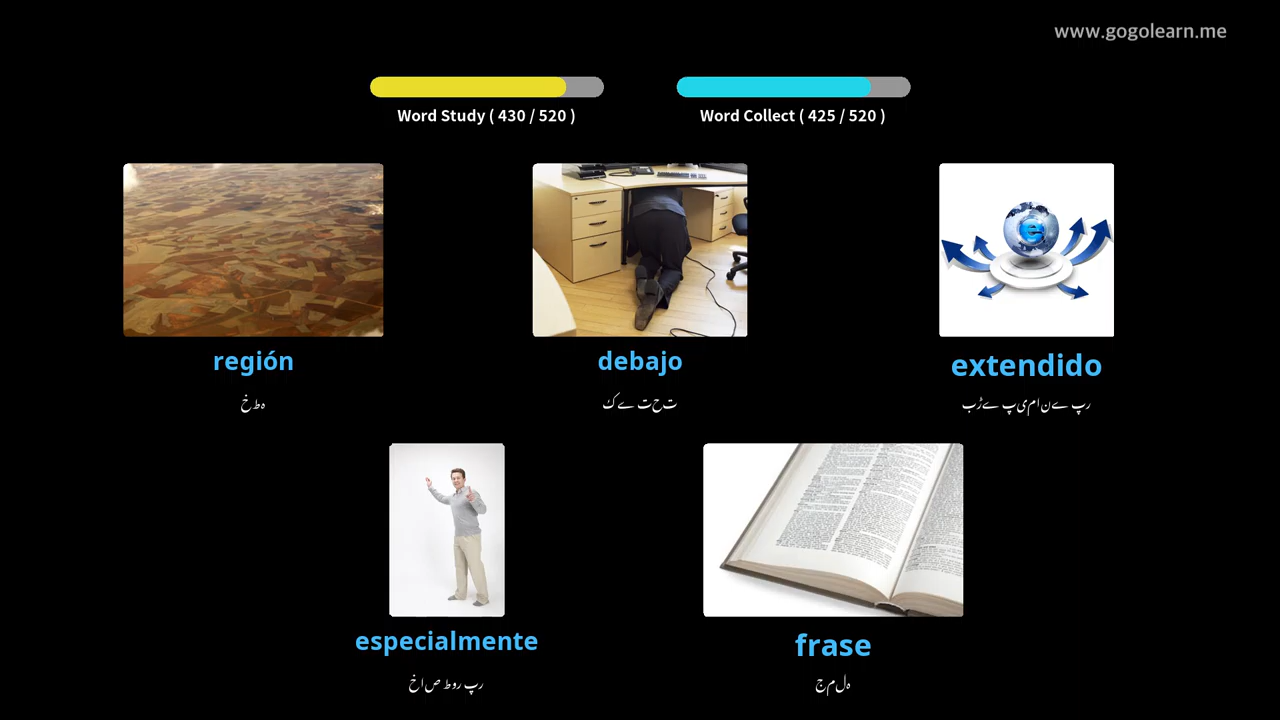 www.gogolearn.me
Word Study ( 430 / 520 )
Word Collect ( 425 / 520 )
región
debajo
extendido
خطہ
کے تحت
بڑے پیمانے پر
especialmente
frase
خاص طور پر
جملہ